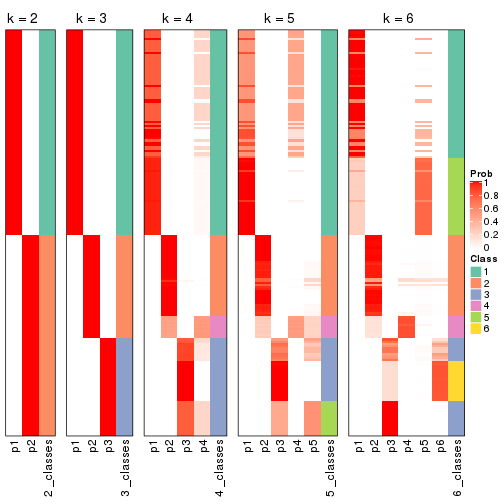 k = 2
k = 3
k = 4
k = 5
k = 6
p1
p2
2_classes
p1
p2
p3
3_classes
p1
p2
p3
p4
4_classes
p1
p2
p3
p4
p5
5_classes
p1
p2
p3
p4
p5
p6
6_classes
Prob
1
0.8
0.6
0.4
0.2
0
Class
1
2
3
4
5
6